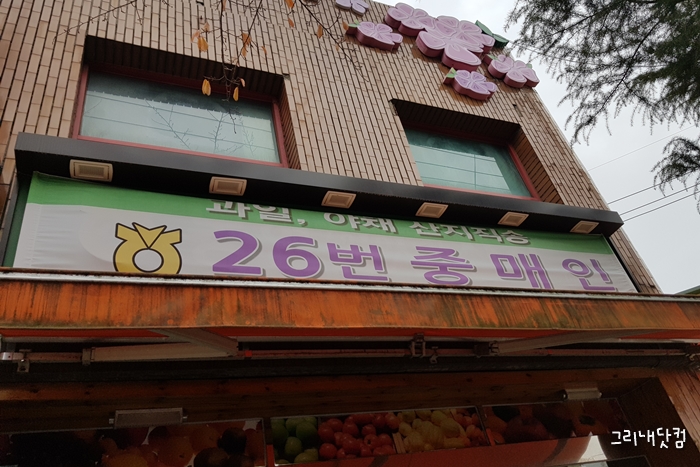 과일, 야채 산지직송
26번 중매인
그리내닷컴